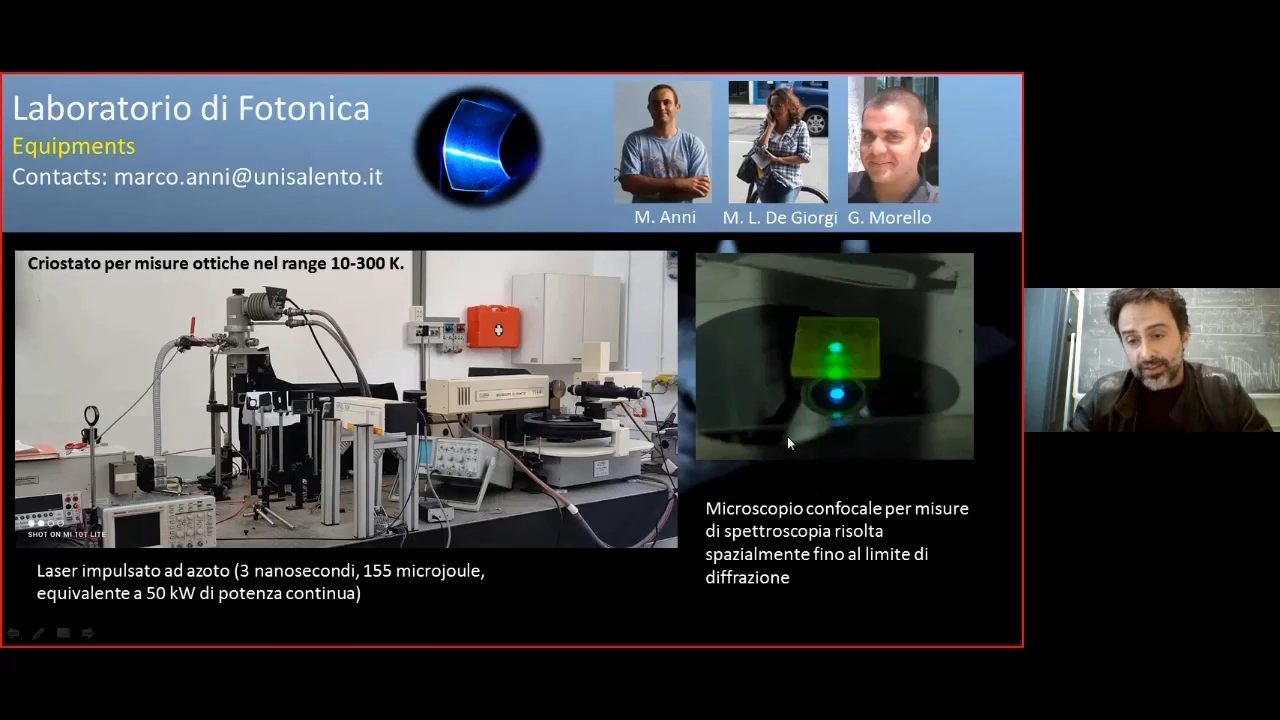 Laboratorio di Fotonica
Equipments
Contacts: marco.anni@unisalento.it
M. Anni
M. L. De Giorgi
G. Morello
Criostato per misure ottiche nel range 10-300 K.
SHOT ON MI 10T LITE
Laser impulsato ad azoto (3 nanosecondi, 155 microjoule,
equivalente a 50 kW di potenza continua)
Microscopio confocale per misure
di spettroscopia risolta
spazialmente fino al limite di
diffrazione